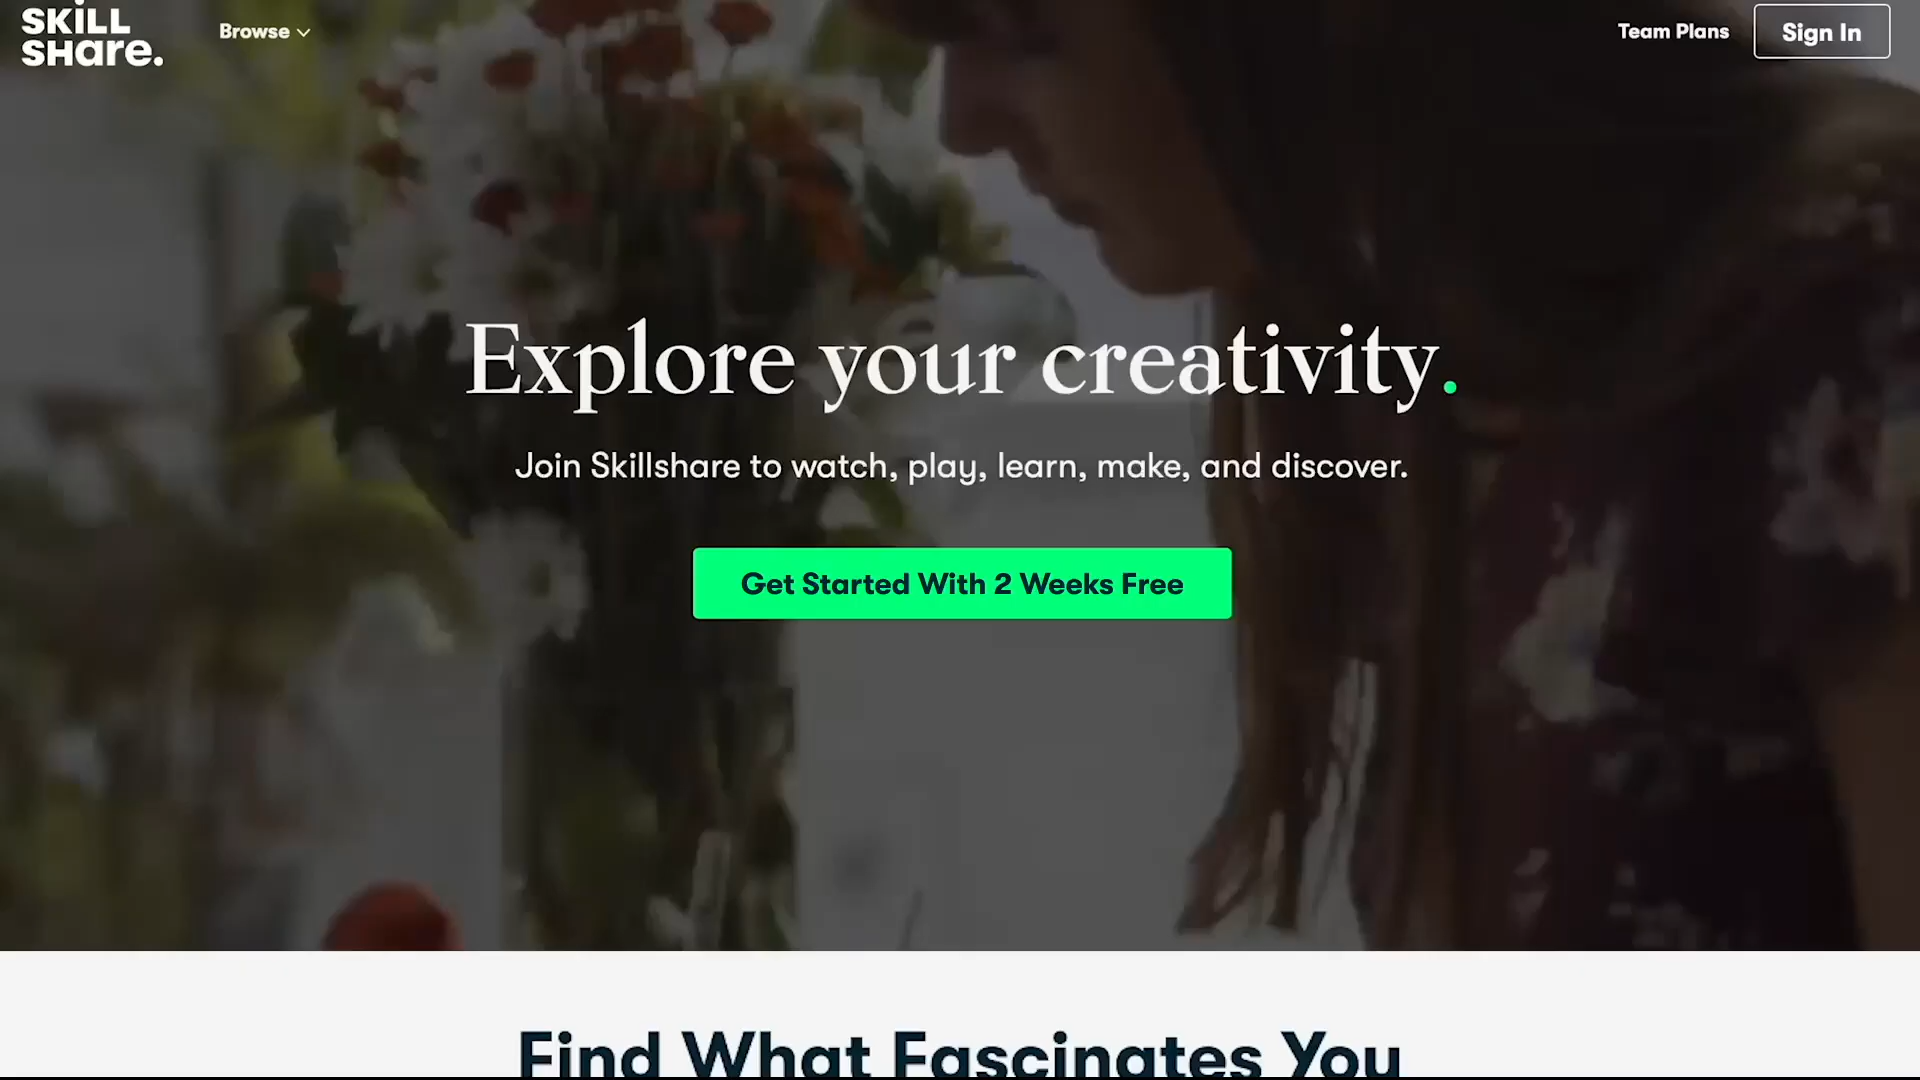 SKILL
SHare.
Browse
Team Plans
Sign In
Explore your creativity.
Join Skillshare to watch, play, learn, make, and discover.
Get Started With 2 Weeks Free
Find What Fascinates You